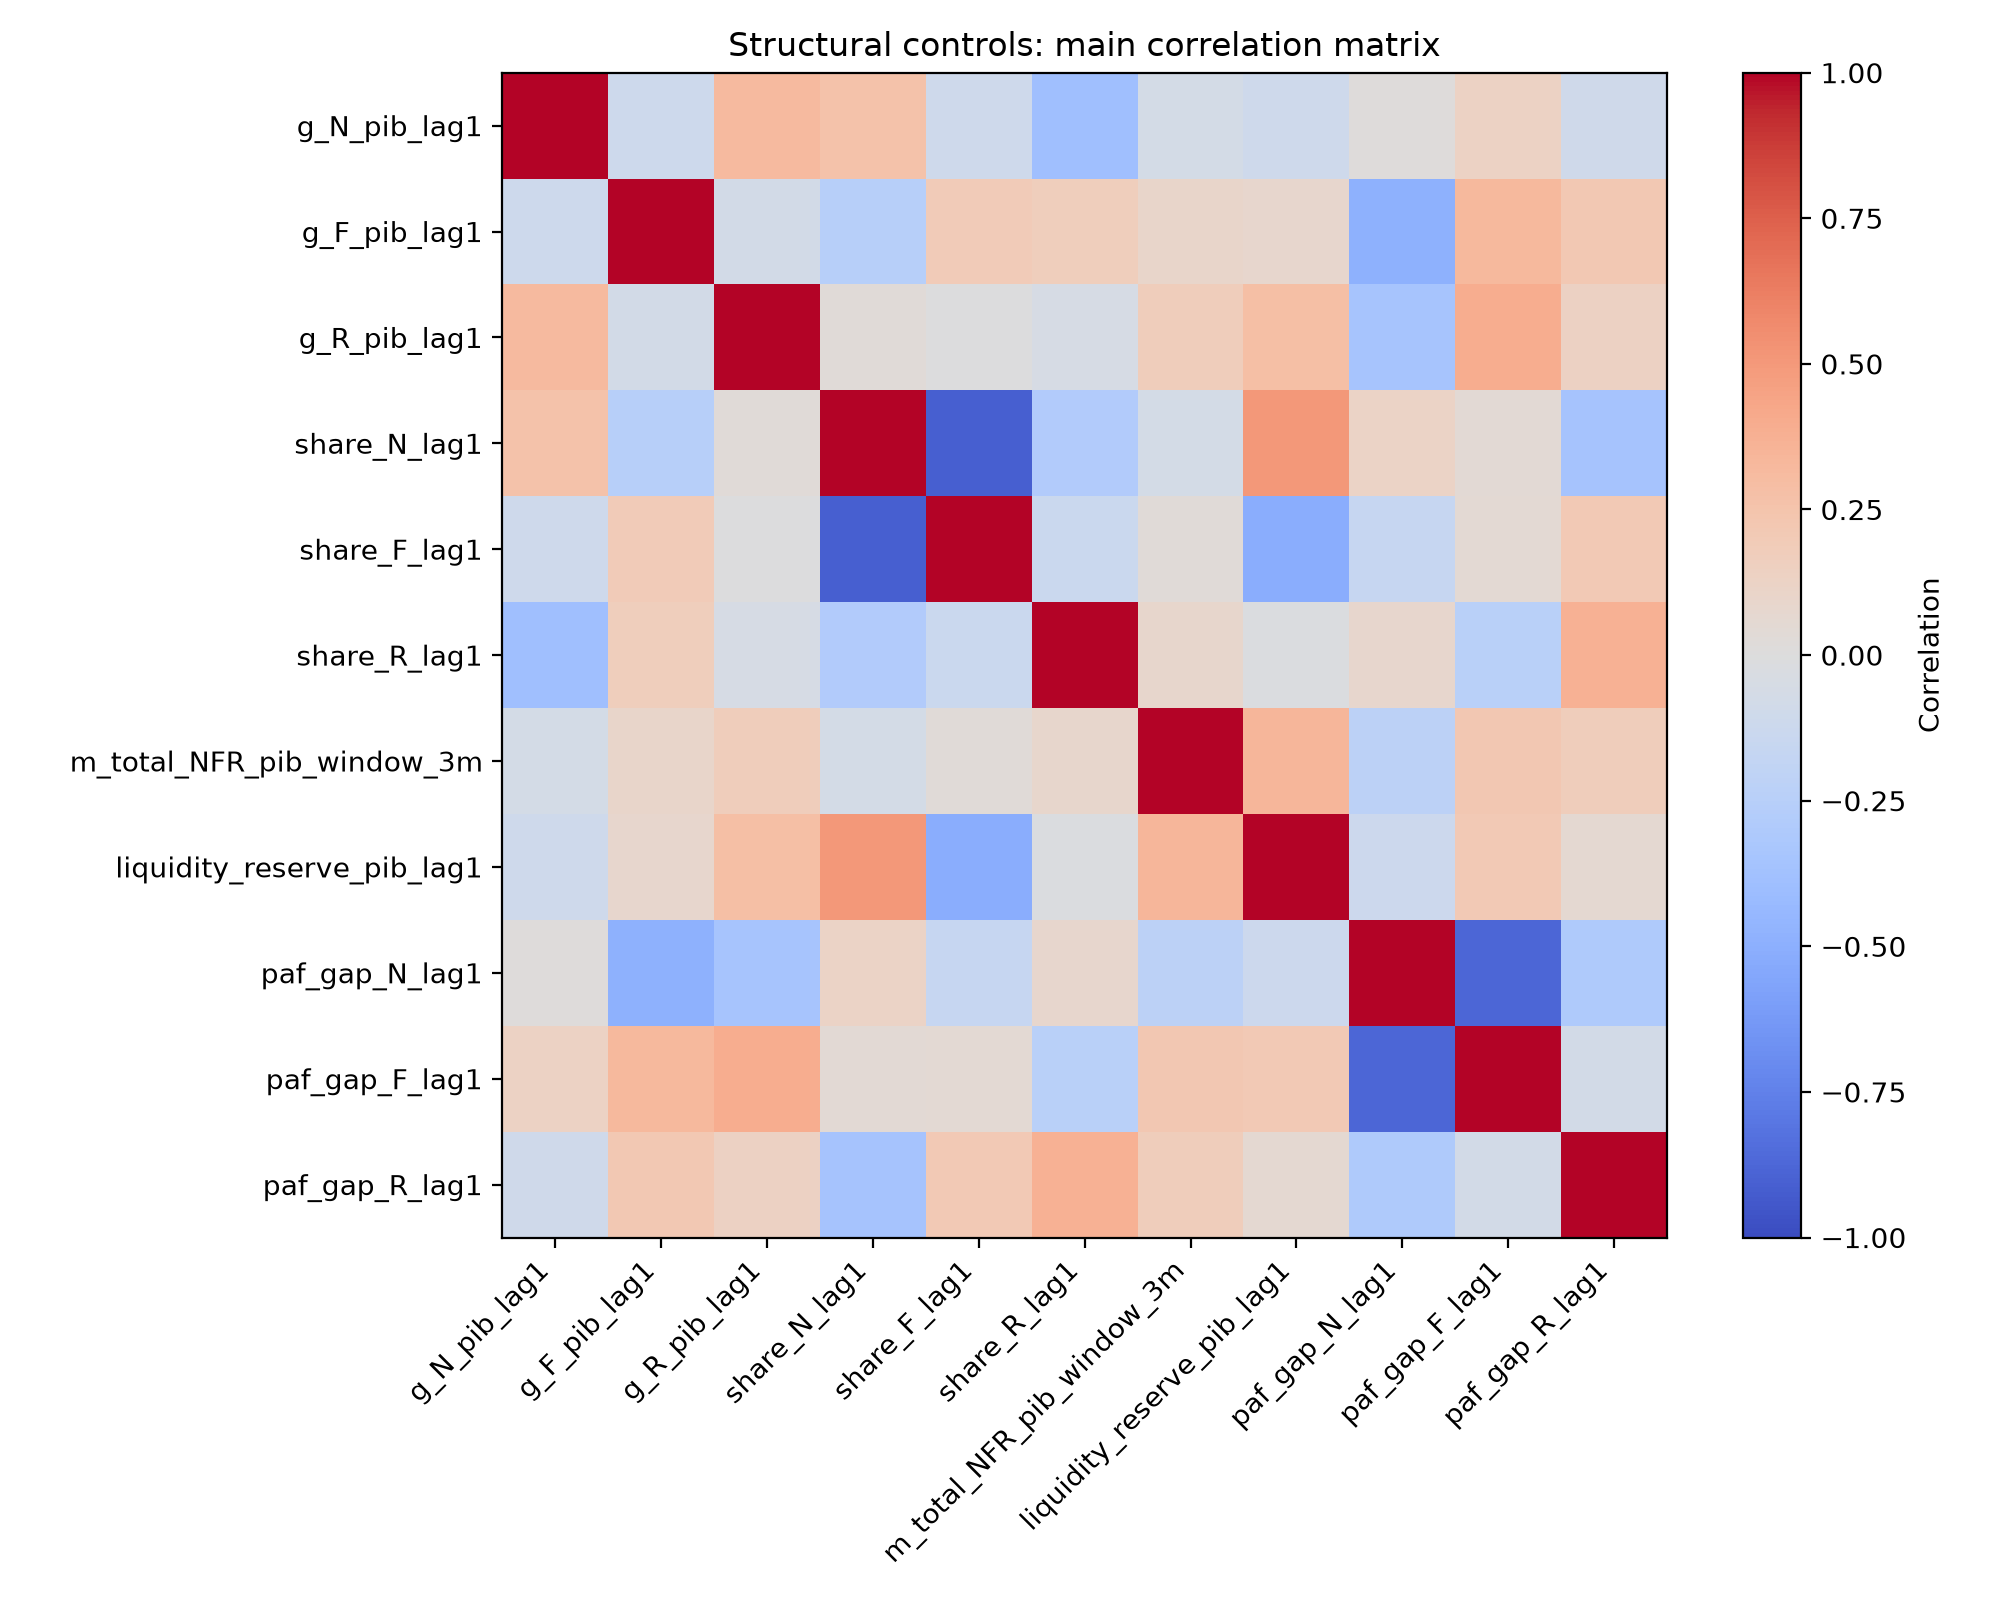 Structural controls: main correlation matrix
g_N_pib_lag1
g_F_pib_lag1
g_R_pib_lag1
share_N_lag1
share_F_lag1
share_R_lag1
m_total_NFR_pib_window_3m
liquidity_reserve_pib_lag1
paf_gap_N_lag1
paf_gap_F_lag1
paf_gap_R_lag1
g_N_pib_lag1
g_F_pib_lag1
g_R_pib_lag1
share_N_lag1
share_F_lag1
share_R_lag1
m_total_NFR_pib_window_3m
liquidity_reserve_pib_lag1
paf_gap_N_lag1
paf_gap_F_lag1
paf_gap_R_lag1
1.00
0.75
0.50
0.25
0.00
−0.25
−0.50
−0.75
−1.00
Correlation